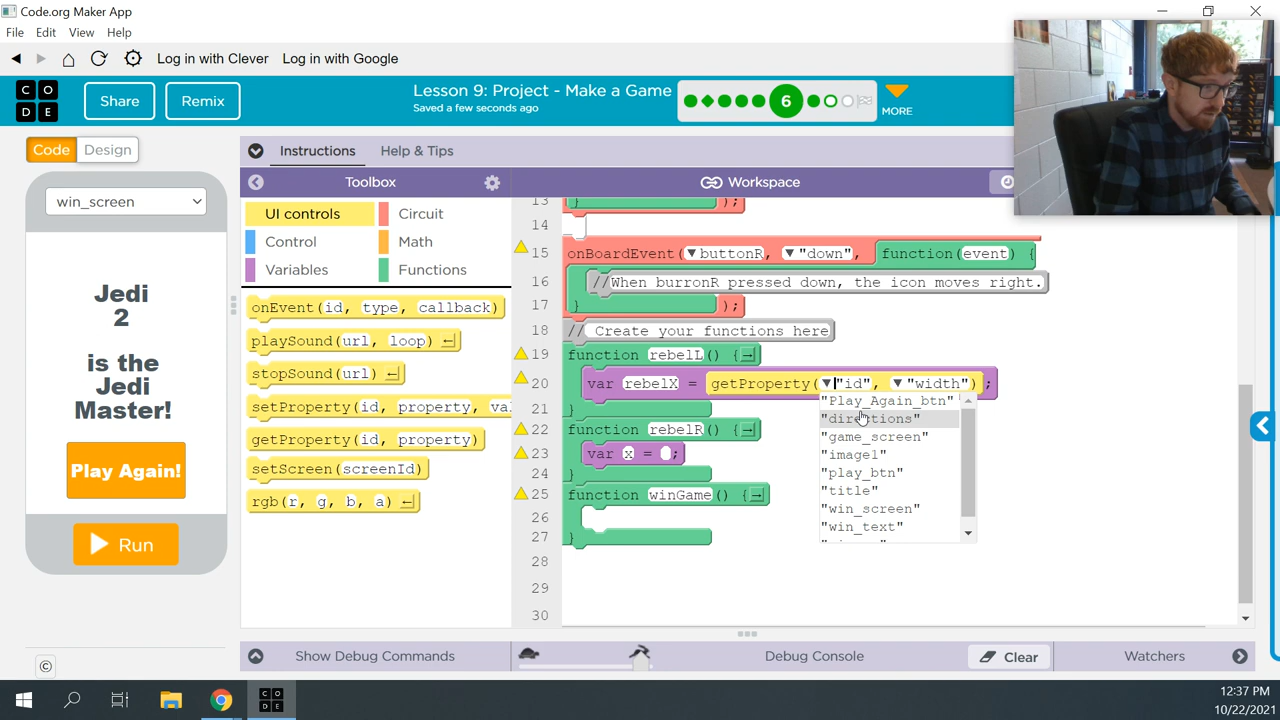 Code.org Maker App
File Edit View Help
Log in with Clever Log in with Google
CODE
Share
Remix
Lesson 9: Project - Make a Game
Saved a few seconds ago
6
MORE
Code
Design
Instructions
Help & Tips
Toolbox
Workspace
win_screen
UI controls
Circuit
Control
Math
Variables
Functions
Jedi
2
is the
Jedi
Master!
Play Again!
Run
onEvent(id, type, callback)
playSound(url, loop)
stopSound(url)
setProperty(id, property, val
getProperty(id, property)
setScreen(screenId)
rgb(r, g, b, a)
13 } );
14
15 onBoardEvent(▼buttonR, ▼"down", function(event) {
16 //When burronR pressed down, the icon moves right.
17 } );
18 // Create your functions here
19 function rebelL() {
20 var rebelX = getProperty(▼"id", ▼"width");
21 }
22 function rebelR() {
23 var x = ;
24 }
25 function winGame() {
26
27 }
28
29
30
"Play_Again_btn"
"directions"
"game_screen"
"image1"
"play_btn"
"title"
"win_screen"
"win_text"
Show Debug Commands
Debug Console
Clear
Watchers
12:37 PM
10/22/2021